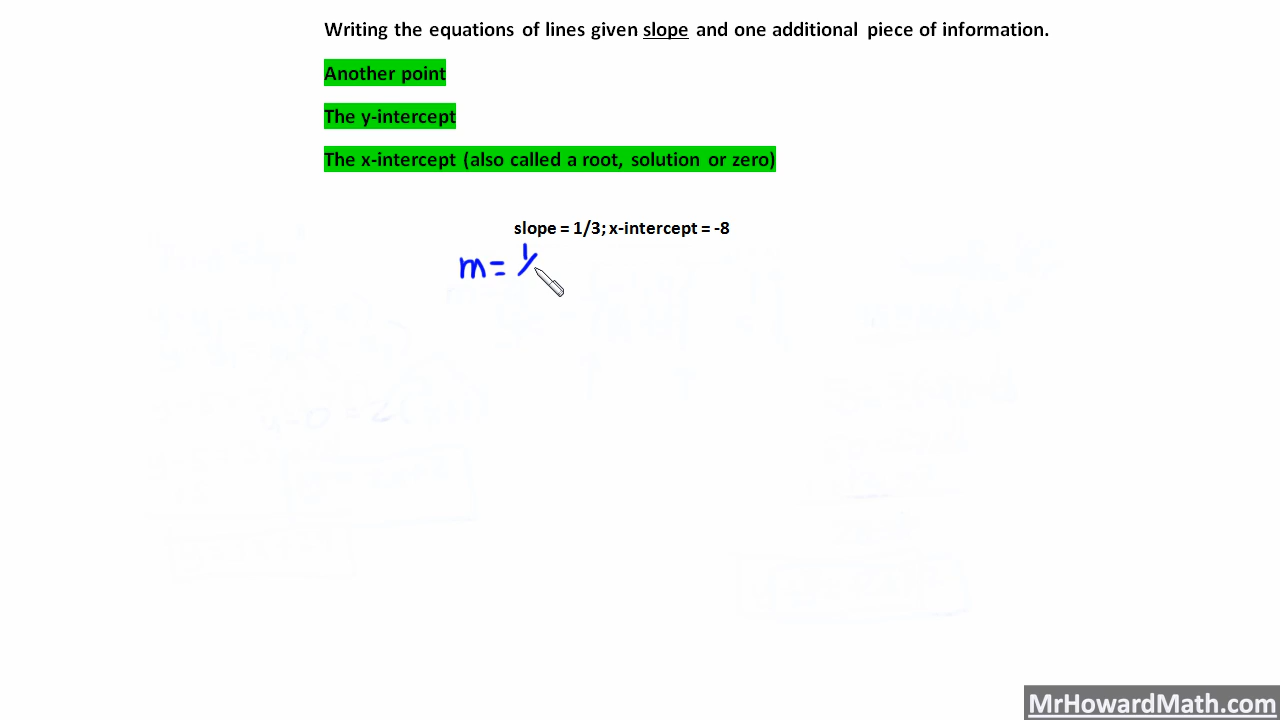 Writing the equations of lines given slope and one additional piece of information.
Another point
The y-intercept
The x-intercept (also called a root, solution or zero)
slope = 1/3; x-intercept = -8
m = 1/
MrHowardMath.com